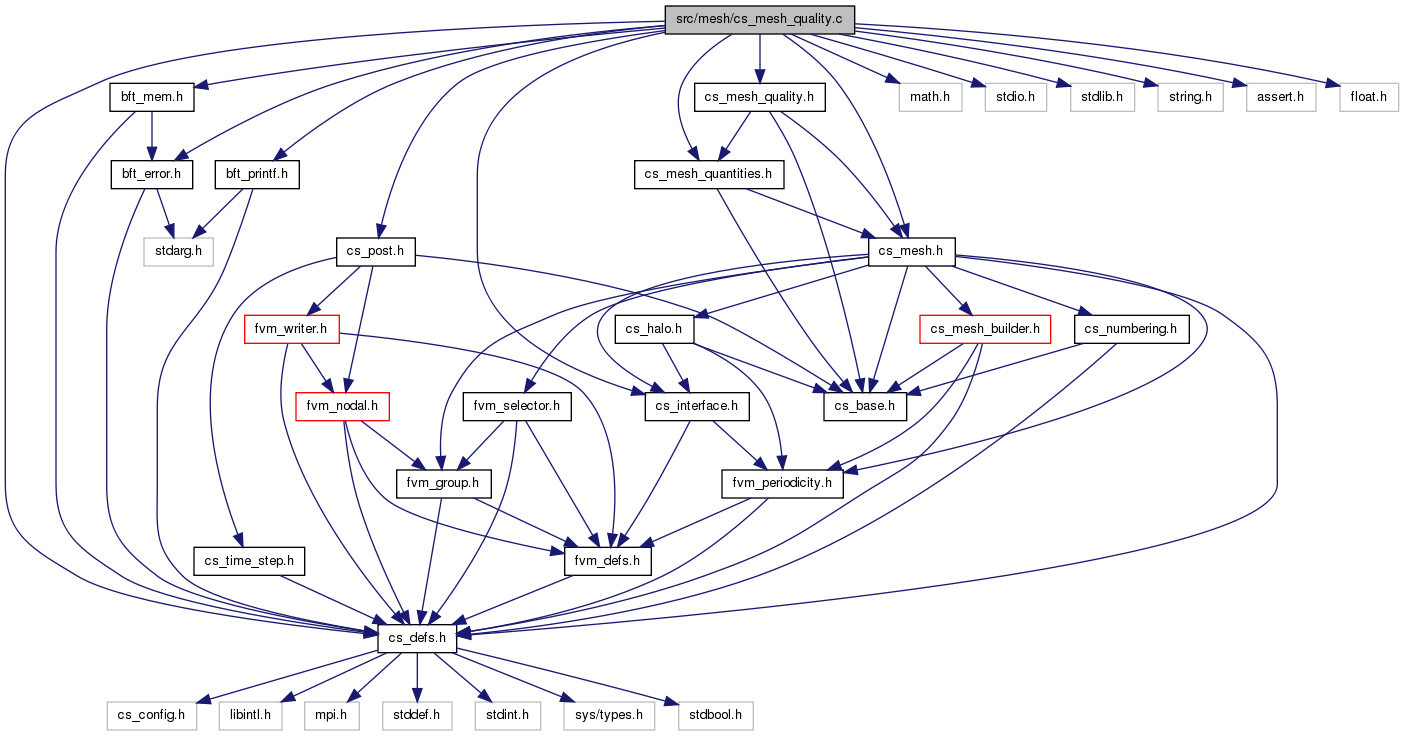 src/mesh/cs_mesh_quality.c
bft_mem.h
cs_mesh_quality.h
math.h
stdio.h
stdlib.h
string.h
assert.h
float.h
bft_error.h
bft_printf.h
cs_mesh_quantities.h
stdarg.h
cs_post.h
cs_mesh.h
fvm_writer.h
cs_halo.h
cs_mesh_builder.h
cs_numbering.h
fvm_nodal.h
fvm_selector.h
cs_interface.h
cs_base.h
fvm_group.h
fvm_periodicity.h
cs_time_step.h
fvm_defs.h
cs_defs.h
cs_config.h
libintl.h
mpi.h
stddef.h
stdint.h
sys/types.h
stdbool.h